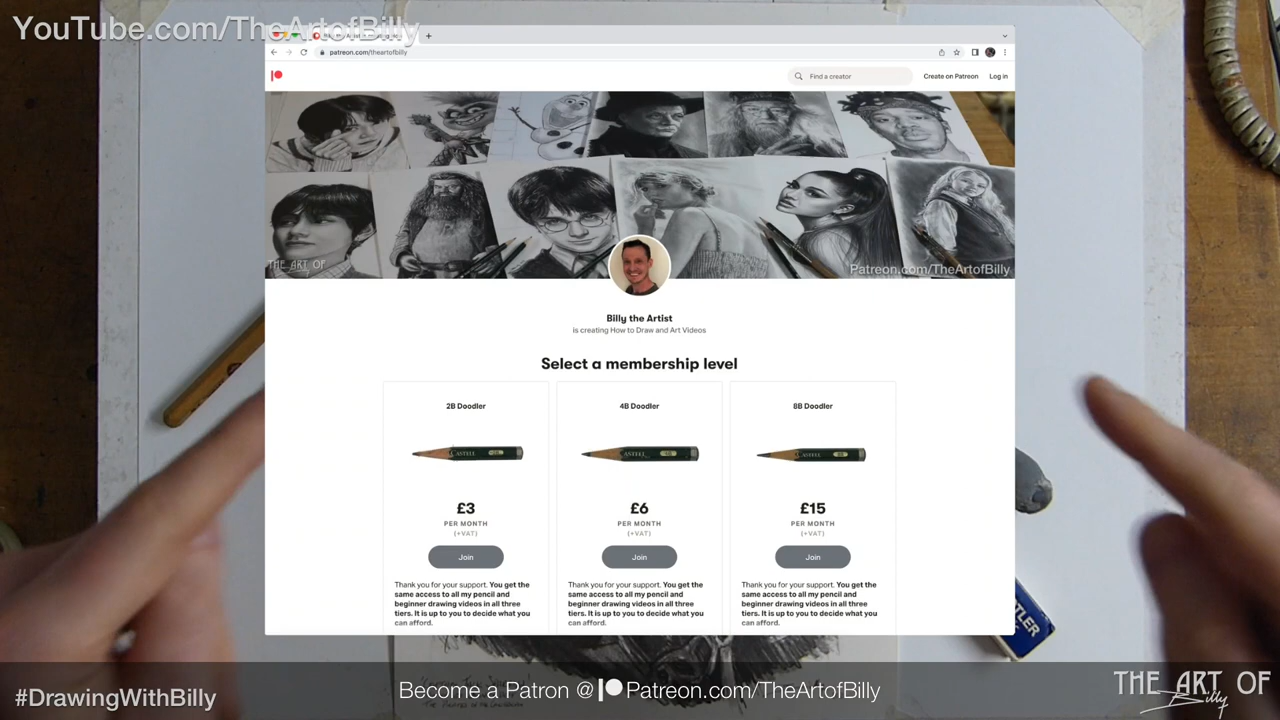 YouTube.com/TheArtofBilly
patreon.com/theartofbilly
Find a creator
Create on Patreon
Log in
THE ART OF
Patreon.com/TheArtofBilly
Billy the Artist
is creating How to Draw and Art Videos
Select a membership level
2B Doodler
4B Doodler
8B Doodler
CASTELL 2B
CASTELL 4B
CASTELL 8B
£3
PER MONTH
(+VAT)
Join
Thank you for your support. You get the
same access to all my pencil and
beginner drawing videos in all three
tiers. It is up to you to decide what you
can afford.
£6
PER MONTH
(+VAT)
Join
Thank you for your support. You get the
same access to all my pencil and
beginner drawing videos in all three
tiers. It is up to you to decide what you
can afford.
£15
PER MONTH
(+VAT)
Join
Thank you for your support. You get the
same access to all my pencil and
beginner drawing videos in all three
tiers. It is up to you to decide what you
can afford.
#DrawingWithBilly
Become a Patron @ Patreon.com/TheArtofBilly
THE ART OF
Billy